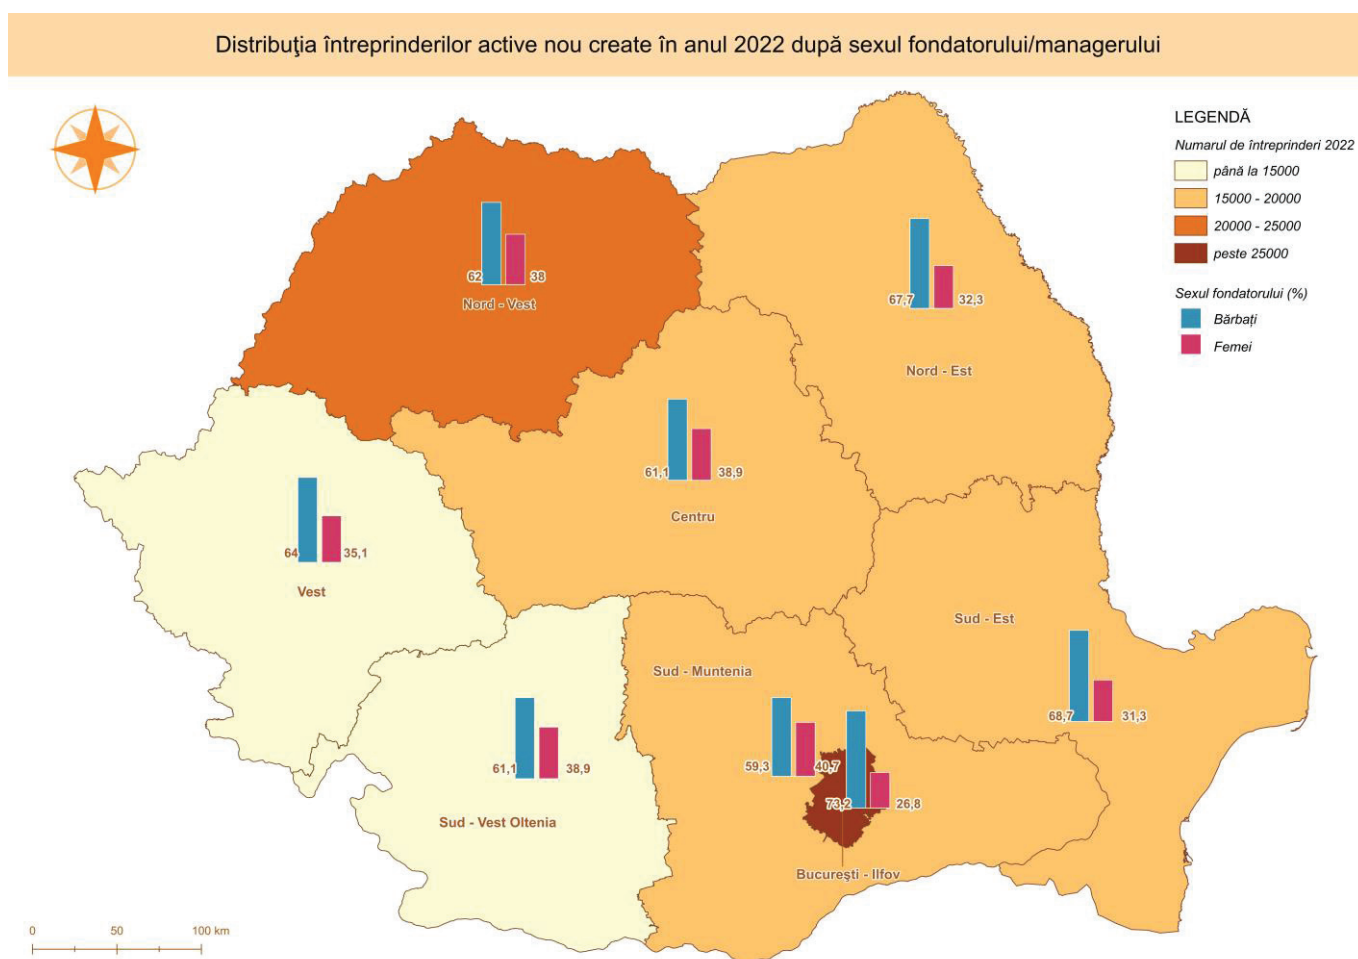 Distribuţia întreprinderilor active nou create în anul 2022 după sexul fondatorului/managerului
LEGENDĂ
Numarul de întreprinderi 2022
până la 15000
15000 - 20000
20000 - 25000
peste 25000
Sexul fondatorului (%)
Bărbați
Femei
62 38
Nord - Vest
67,7 32,3
Nord - Est
61,1 38,9
Centru
64 35,1
Vest
Sud - Est
68,7 31,3
Sud - Muntenia
59,3 40,7
61,1 38,9
Sud - Vest Oltenia
73,2 26,8
Bucureşti - Ilfov
0 50 100 km